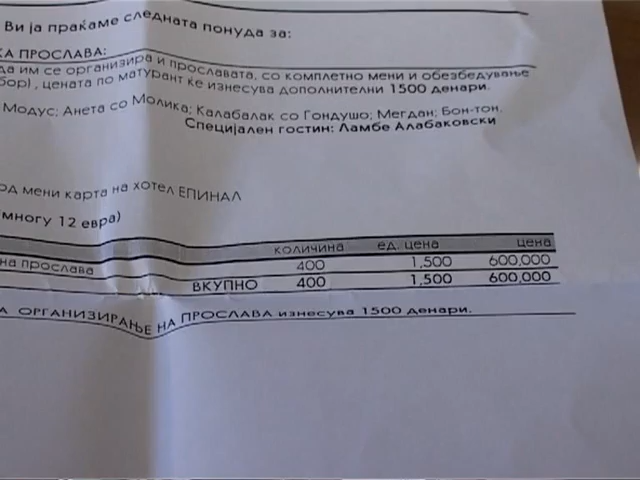 Ви ја праќаме следната понуда за:
КА ПРОСЛАВА:
да им се организира и прославата, со комплетно мени и обезбедување
бор), цената по матурант ќе изнесува дополнителни 1500 денари.
Модус; Анета со Молика; Калабалак со Гондушо; Мегдан; Бон-тон.
Специјален гостин: Ламбе Алабаковски
од мени карта на хотел ЕПИНАЛ
многу 12 евра)
количина ед. цена цена
на прослава 400 1,500 600,000
ВКУПНО 400 1,500 600,000
А ОРГАНИЗИРАЊЕ НА ПРОСЛАВА изнесува 1500 денари.